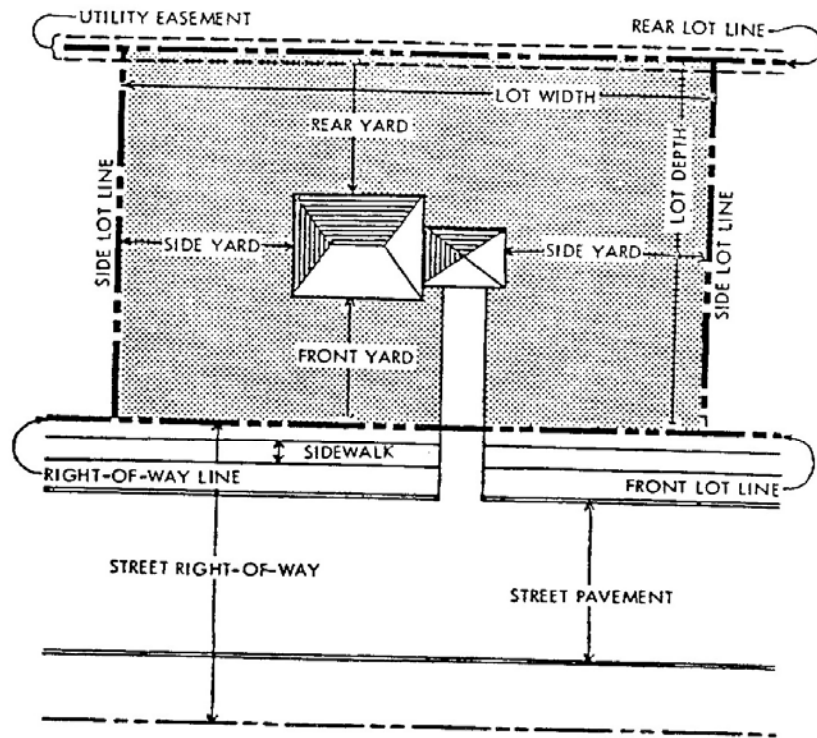 UTILITY EASEMENT
REAR LOT LINE
LOT WIDTH
REAR YARD
LOT DEPTH
SIDE LOT LINE
SIDE YARD
SIDE YARD
SIDE LOT LINE
FRONT YARD
SIDEWALK
RIGHT-OF-WAY LINE
FRONT LOT LINE
STREET RIGHT-OF-WAY
STREET PAVEMENT